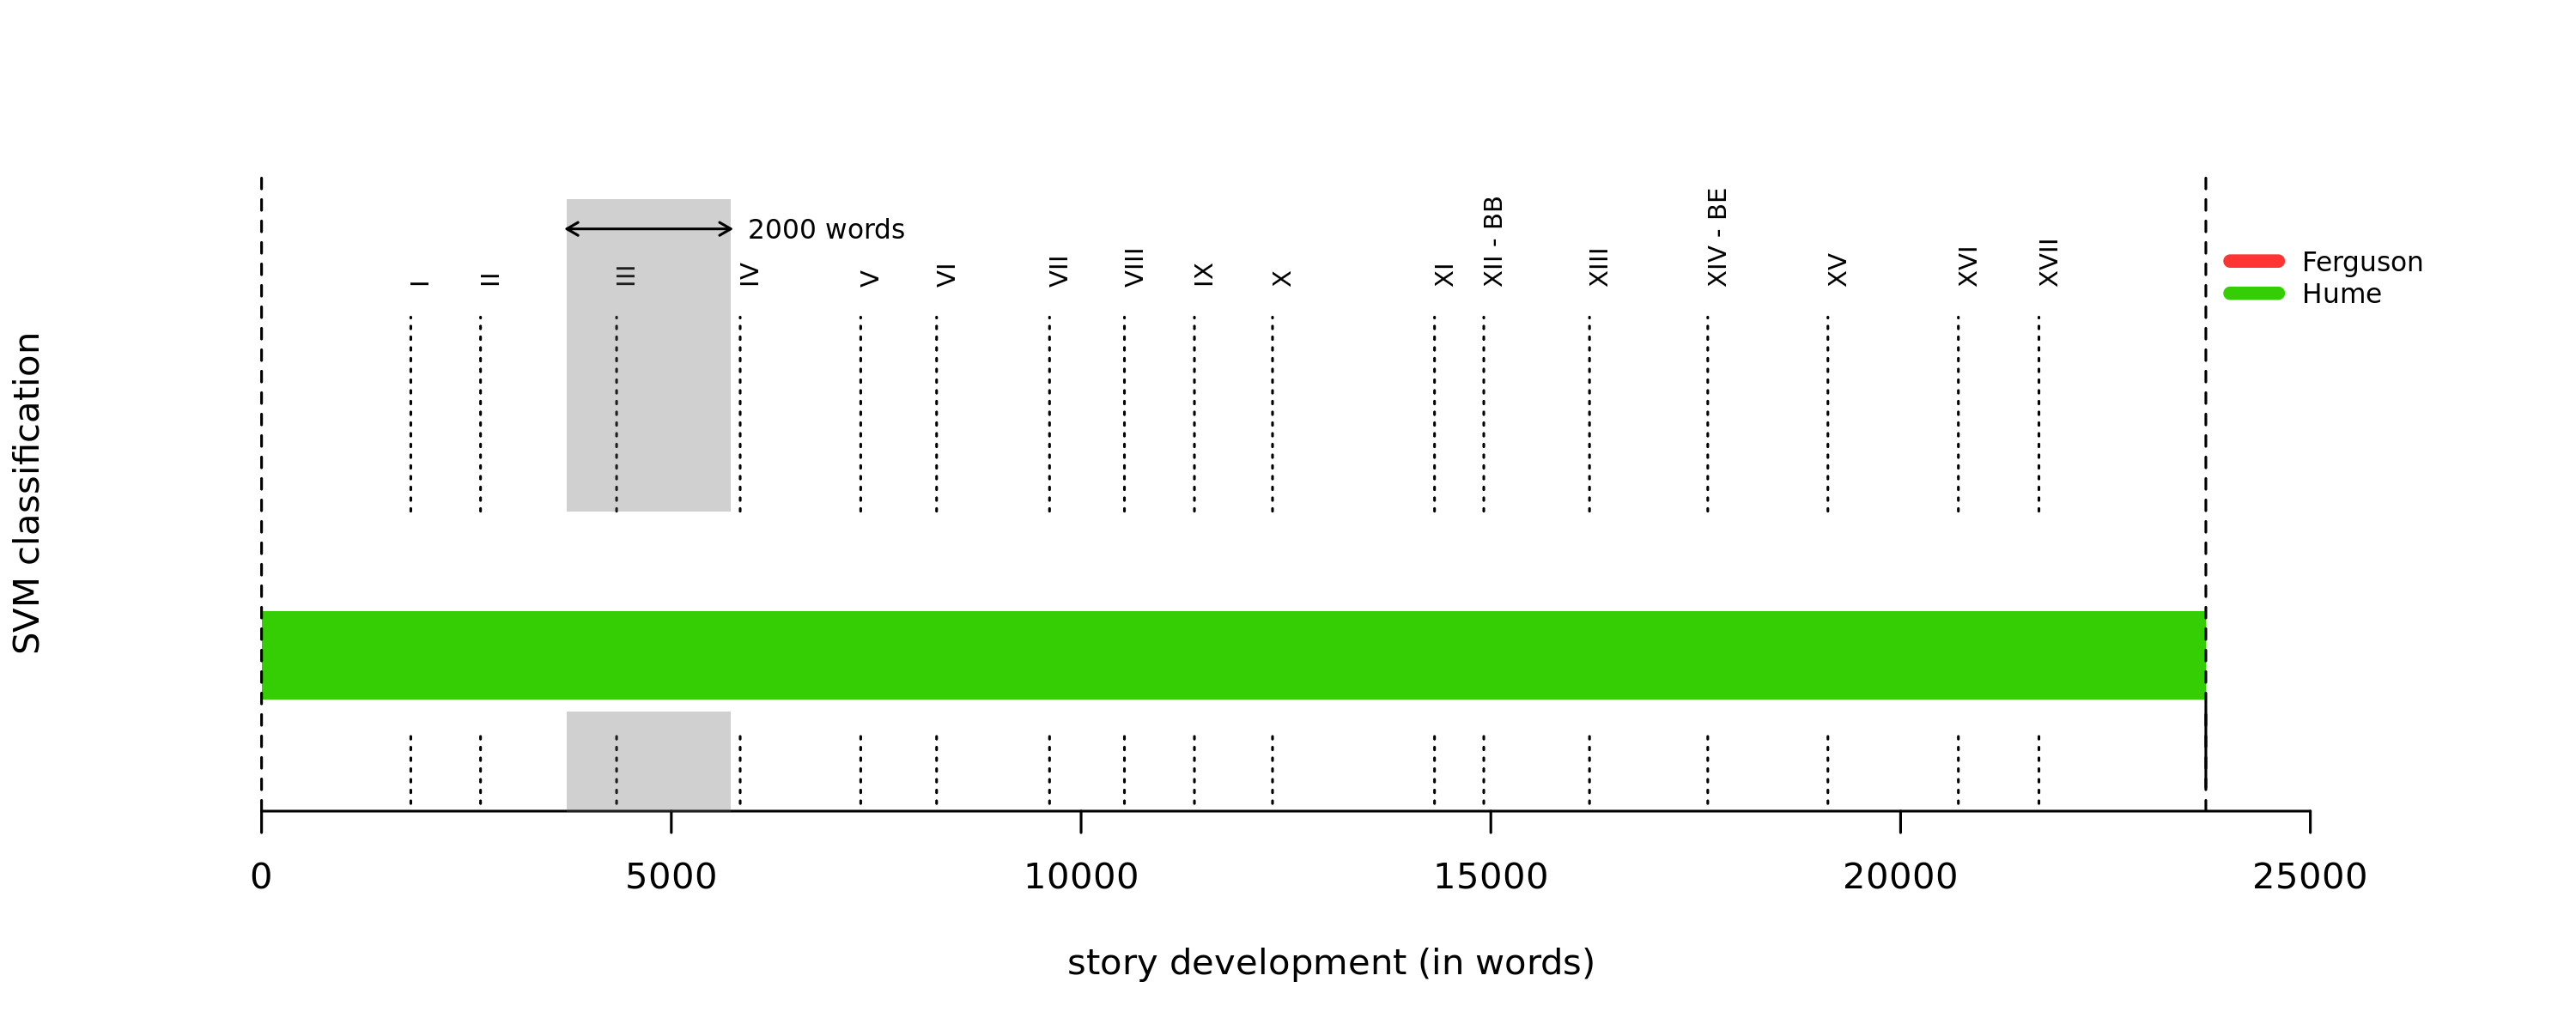 2000 words
I
II
III
IV
V
VI
VII
VIII
IX
X
XI
XII - BB
XIII
XIV - BE
XV
XVI
XVII
Ferguson
Hume
SVM classification
0
5000
10000
15000
20000
25000
story development (in words)